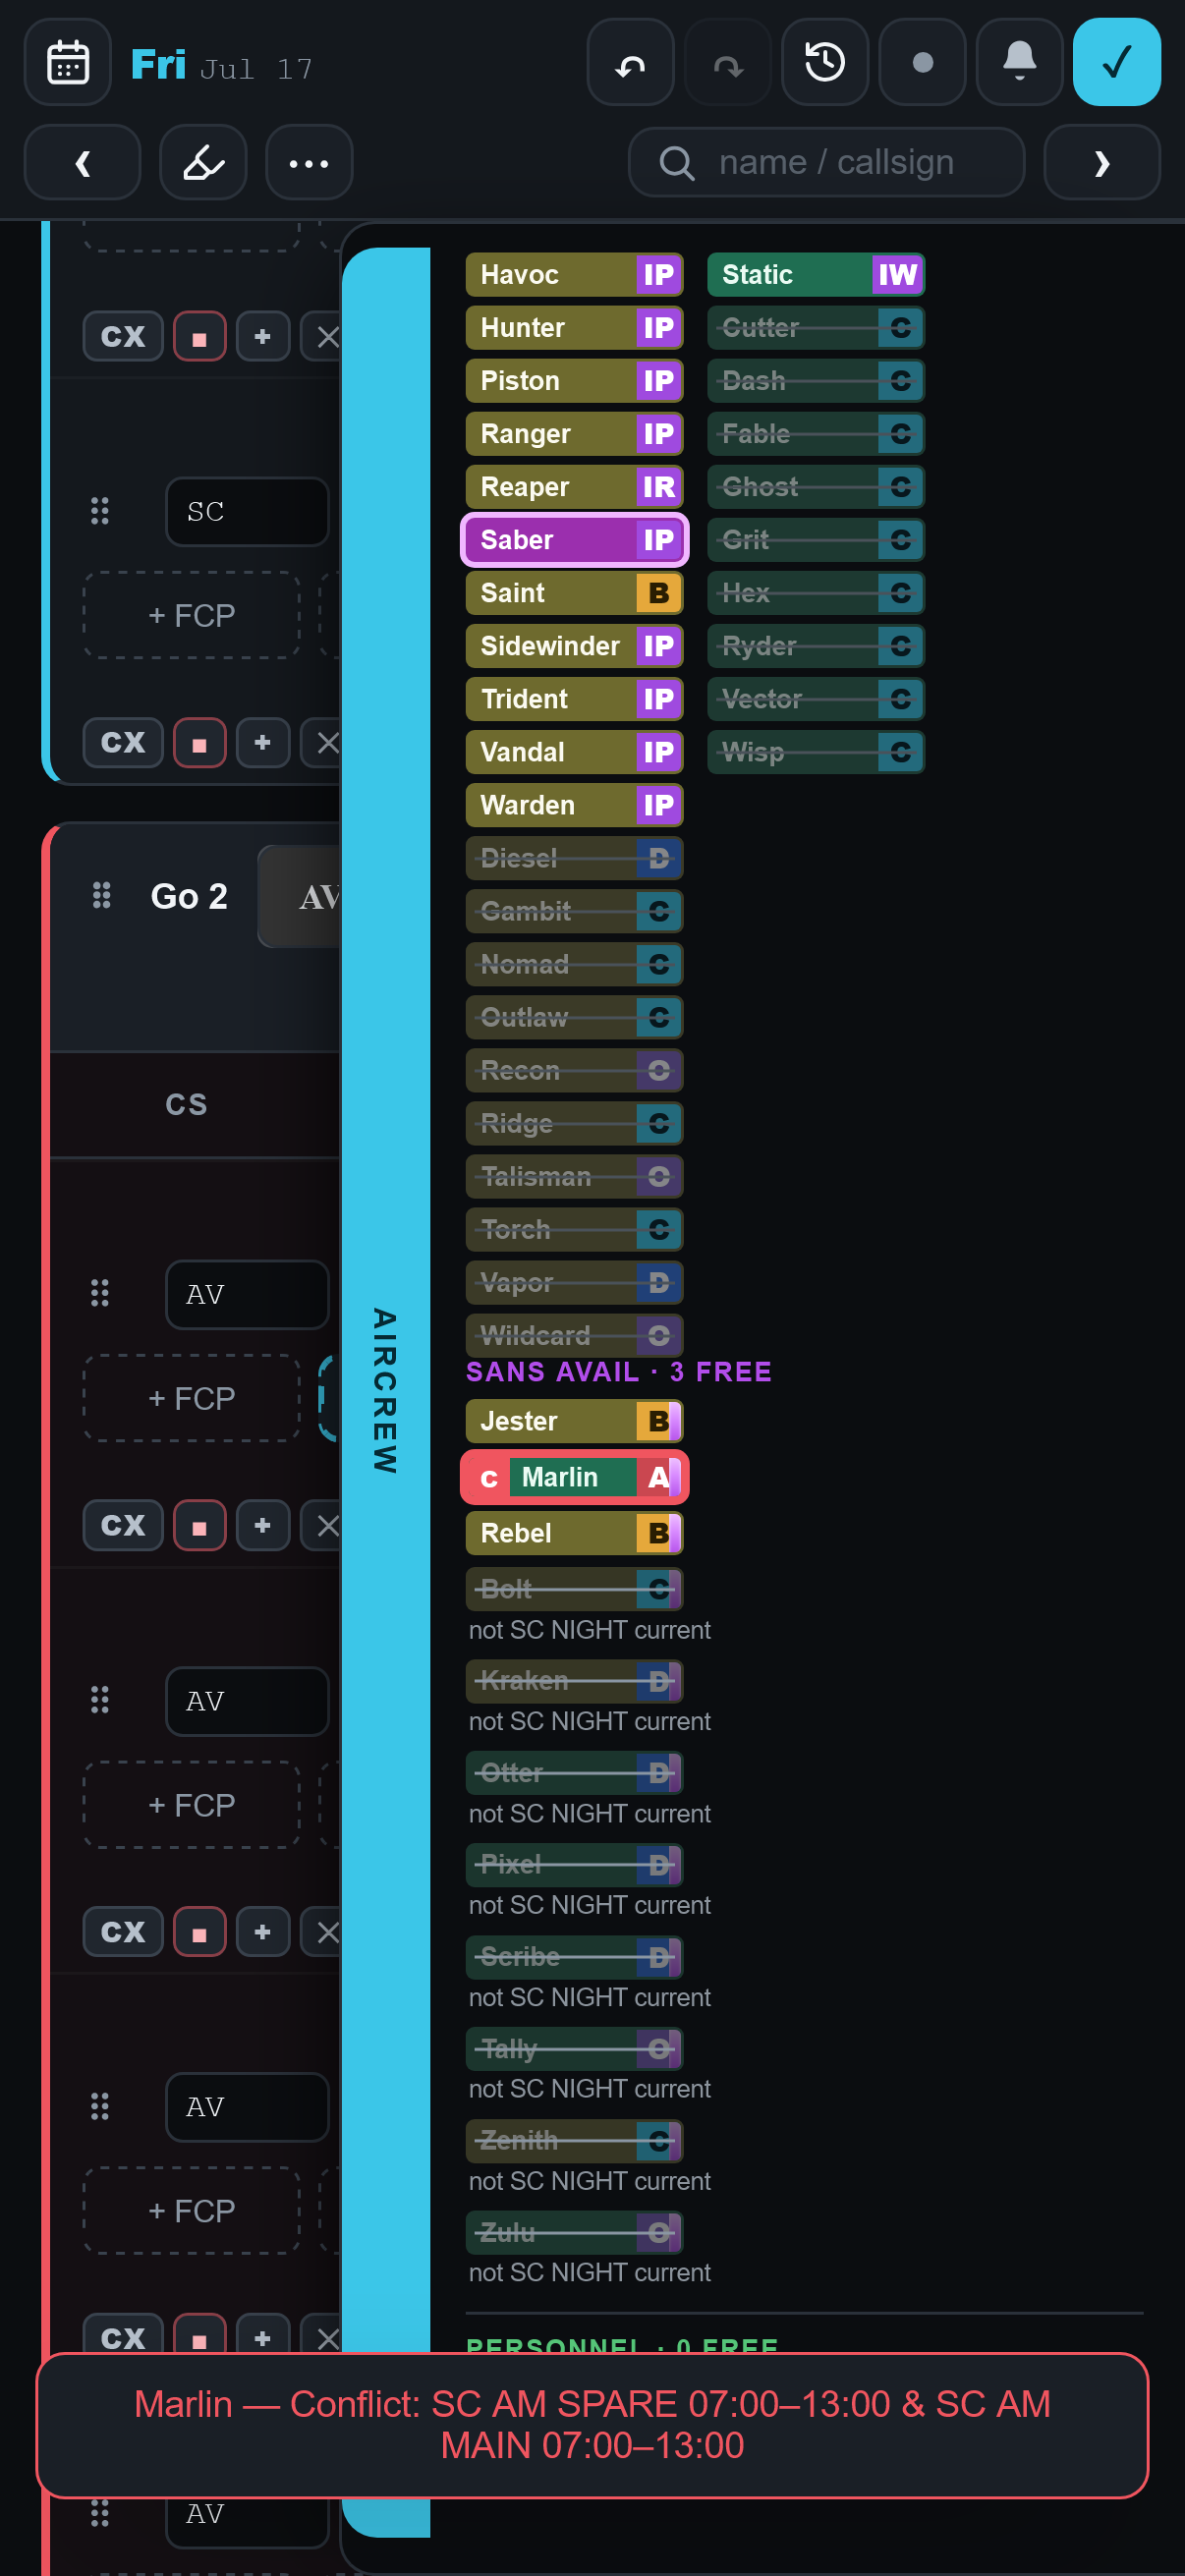 Fri Jul 17
name / callsign
CX
SC
+ FCP
CX
Go 2
CS
AV
+ FCP
CX
AV
+ FCP
CX
AV
+ FCP
CX
AV
AIRCREW
Havoc IP
Hunter IP
Piston IP
Ranger IP
Reaper IR
Saber IP
Saint B
Sidewinder IP
Trident IP
Vandal IP
Warden IP
Diesel D
Gambit C
Nomad C
Outlaw C
Recon O
Ridge C
Talisman O
Torch C
Vapor D
Wildcard O
Static IW
Cutter C
Dash C
Fable C
Ghost C
Grit C
Hex C
Ryder C
Vector C
Wisp C
SANS AVAIL · 3 FREE
Jester B
C Marlin A
Rebel B
Bolt C
not SC NIGHT current
Kraken D
not SC NIGHT current
Otter D
not SC NIGHT current
Pixel D
not SC NIGHT current
Scribe D
not SC NIGHT current
Tally O
not SC NIGHT current
Zenith C
not SC NIGHT current
Zulu O
not SC NIGHT current
PERSONNEL · 0 FREE
Marlin — Conflict: SC AM SPARE 07:00–13:00 & SC AM
MAIN 07:00–13:00